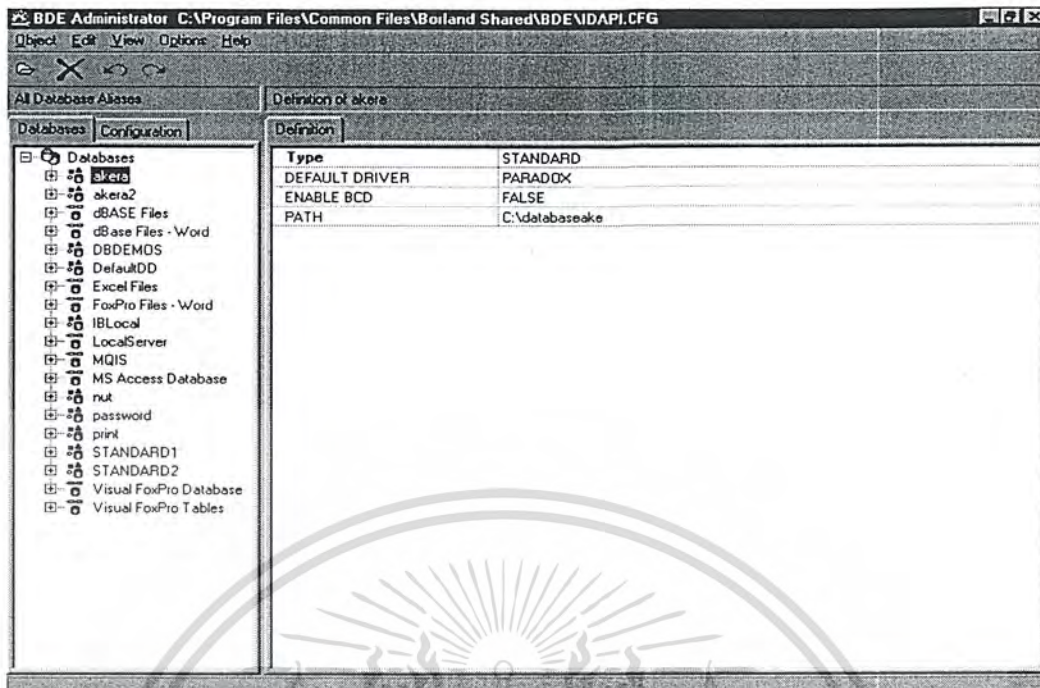 BDE Administrator C:\Program Files\Common Files\Borland Shared\BDE\IDAPI.CFG
Object Edit View Options Help
All Database Aliases
Definition of akera
Databases Configuration
Definition
Databases
akera
akera2
dBASE Files
dBase Files - Word
DBDEMOS
DefaultDD
Excel Files
FoxPro Files - Word
IBLocal
LocalServer
MQIS
MS Access Database
nut
password
print
STANDARD1
STANDARD2
Visual FoxPro Database
Visual FoxPro Tables
Type STANDARD
DEFAULT DRIVER PARADOX
ENABLE BCD FALSE
PATH C:\databaseake